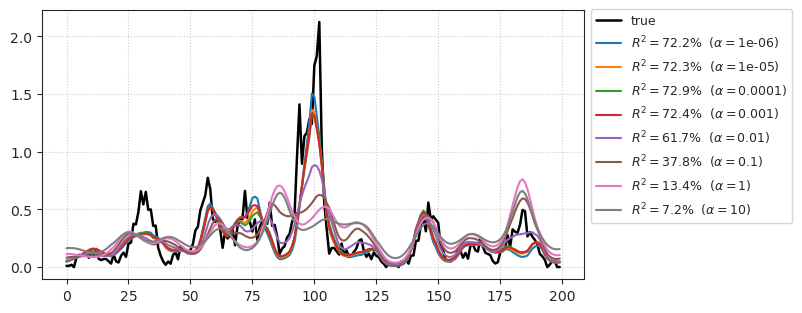 2.0
1.5
1.0
0.5
0.0
0 25 50 75 100 125 150 175 200
true
R² = 72.2% (α = 1e-06)
R² = 72.3% (α = 1e-05)
R² = 72.9% (α = 0.0001)
R² = 72.4% (α = 0.001)
R² = 61.7% (α = 0.01)
R² = 37.8% (α = 0.1)
R² = 13.4% (α = 1)
R² = 7.2% (α = 10)